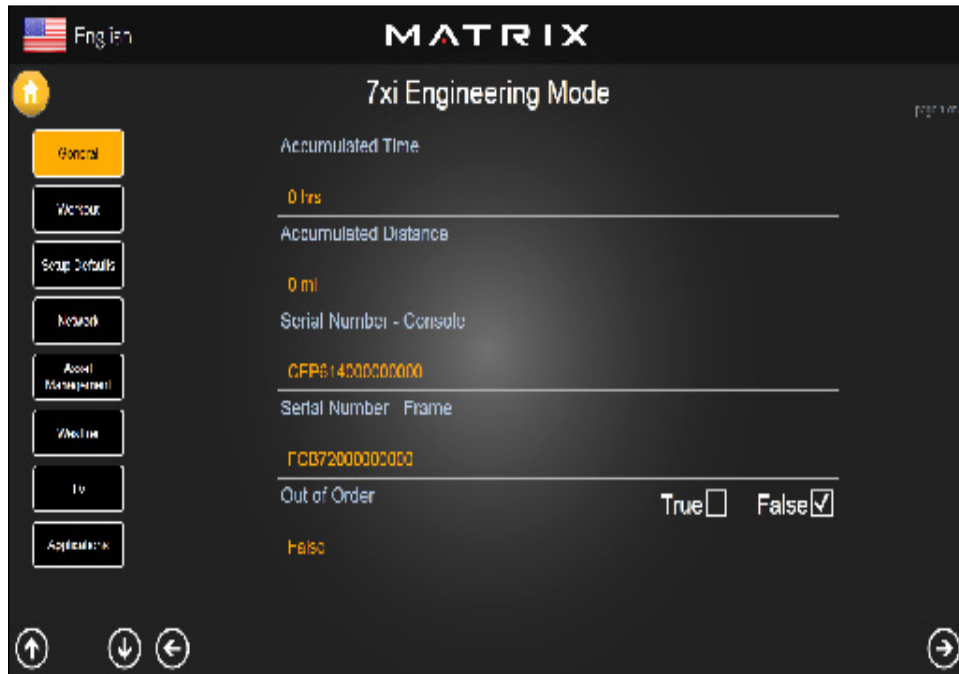 English
MATRIX
7xi Engineering Mode
General
Workout
Setup Defaults
Network
Asset
Management
Weather
TV
Applications
Accumulated Time
0 hrs
Accumulated Distance
0 mi
Serial Number - Console
Serial Number - Frame
Out of Order
True
False
False